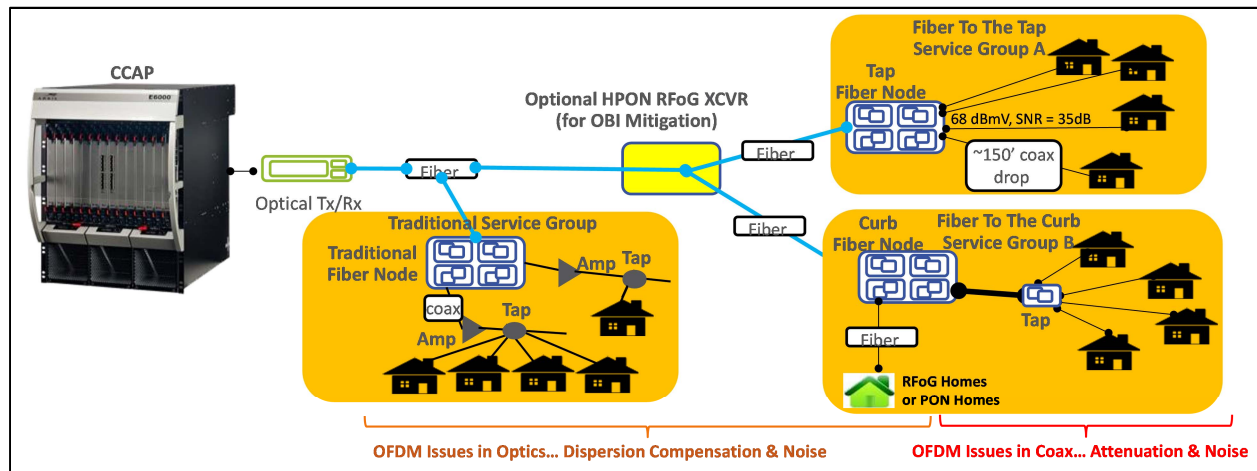 CCAP
E6000
Optical Tx/Rx
Fiber
Optional HPON RFoG XCVR
(for OBI Mitigation)
Fiber
Fiber
Fiber To The Tap
Service Group A
Tap
Fiber Node
68 dBmV, SNR = 35dB
~150’ coax
drop
Traditional Service Group
Traditional
Fiber Node
Amp
Tap
coax
Amp
Tap
Curb
Fiber Node
Fiber To The Curb
Service Group B
Tap
Fiber
RFoG Homes
or PON Homes
OFDM Issues in Optics... Dispersion Compensation & Noise
OFDM Issues in Coax... Attenuation & Noise